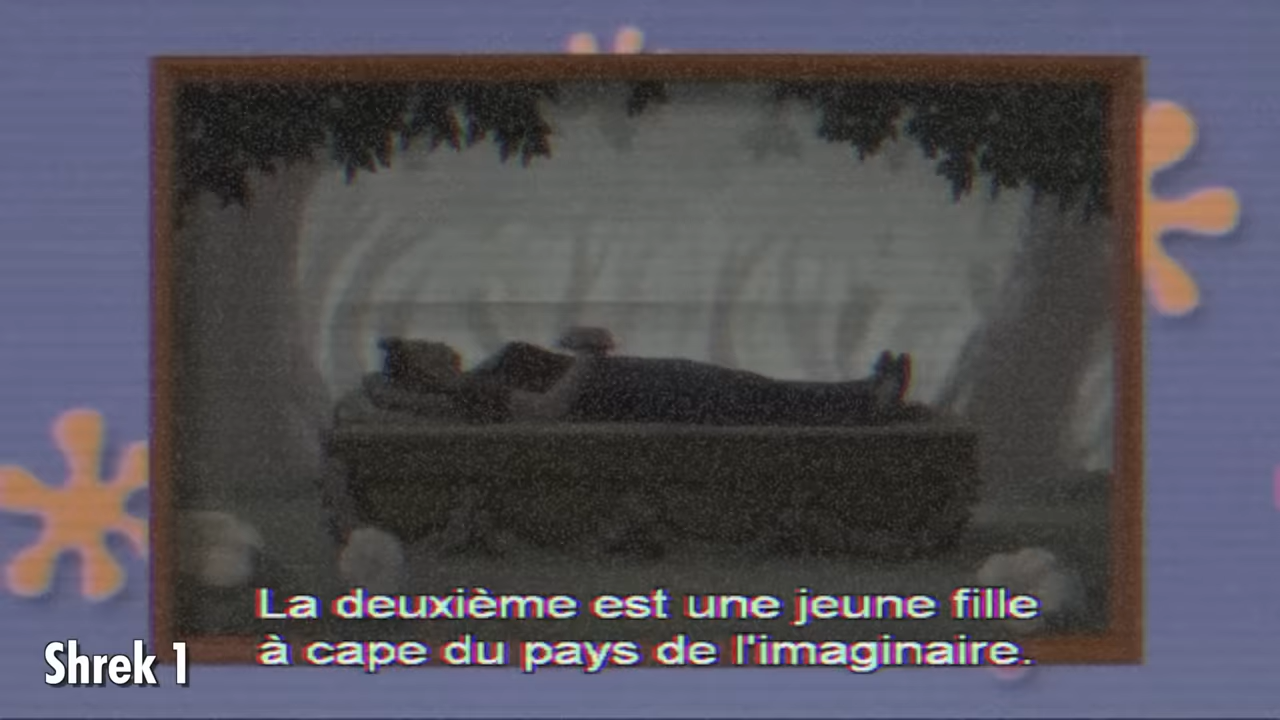 La deuxième est une jeune fille
à cape du pays de l'imaginaire.
Shrek 1